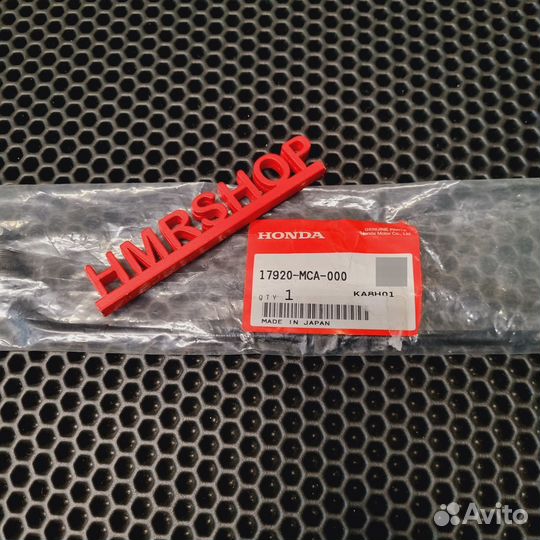 HMRSHOP
HONDA
GENUINE Parts
Honda Motor Co., Ltd.
17920-MCA-000
QTY 1 KA8H01
MADE IN JAPAN
Avito